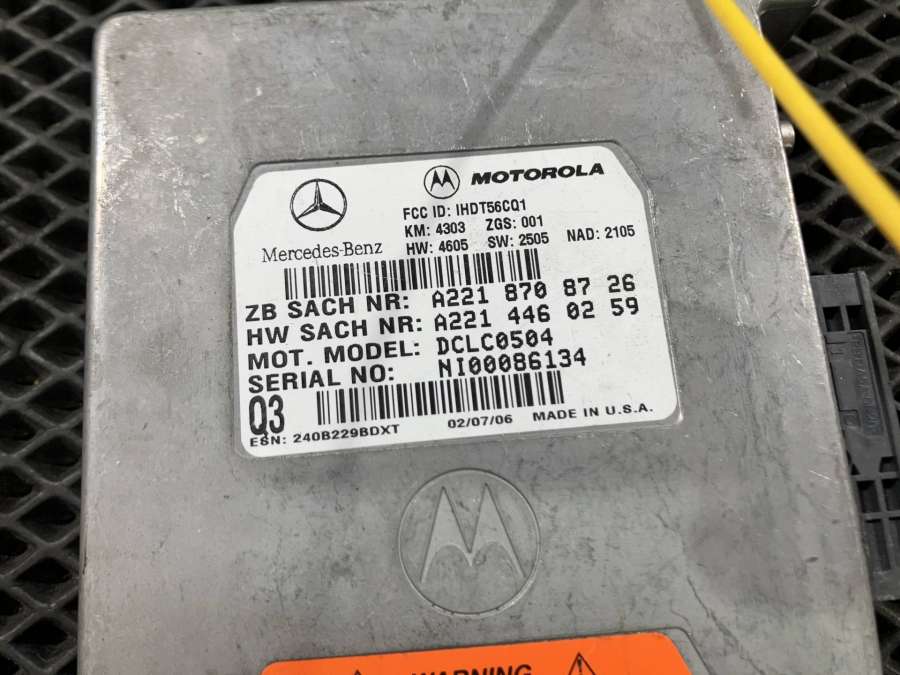 MOTOROLA
FCC ID: IHDT56CQ1
KM: 4303 ZGS: 001
Mercedes-Benz HW: 4605 SW: 2505 NAD: 2105
ZB SACH NR: A221 870 87 26
HW SACH NR: A221 446 02 59
MOT. MODEL: DCLC0504
SERIAL NO: NI00086134
Q3
ESN: 240B229BDXT 02/07/06 MADE IN U.S.A.
WARNING